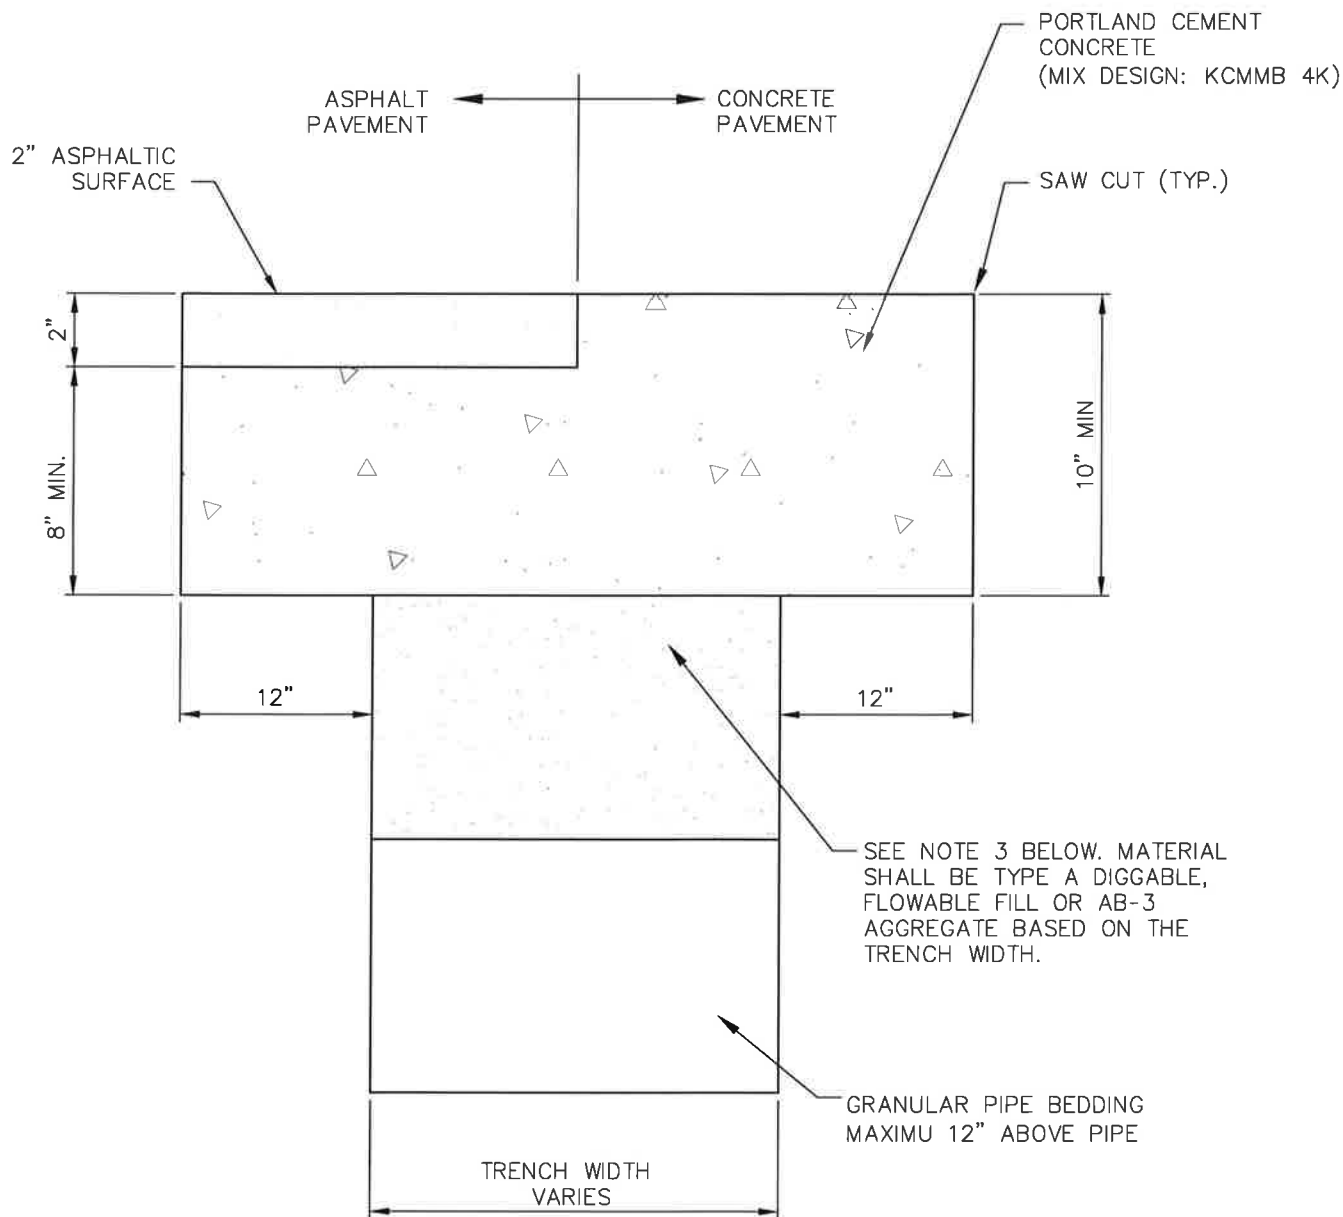 PORTLAND CEMENT
CONCRETE
(MIX DESIGN: KCMMB 4K)
ASPHALT
PAVEMENT
CONCRETE
PAVEMENT
2" ASPHALTIC
SURFACE
SAW CUT (TYP.)
2"
8" MIN.
10" MIN
12"
12"
SEE NOTE 3 BELOW. MATERIAL
SHALL BE TYPE A DIGGABLE,
FLOWABLE FILL OR AB-3
AGGREGATE BASED ON THE
TRENCH WIDTH.
GRANULAR PIPE BEDDING
MAXIMU 12" ABOVE PIPE
TRENCH WIDTH
VARIES